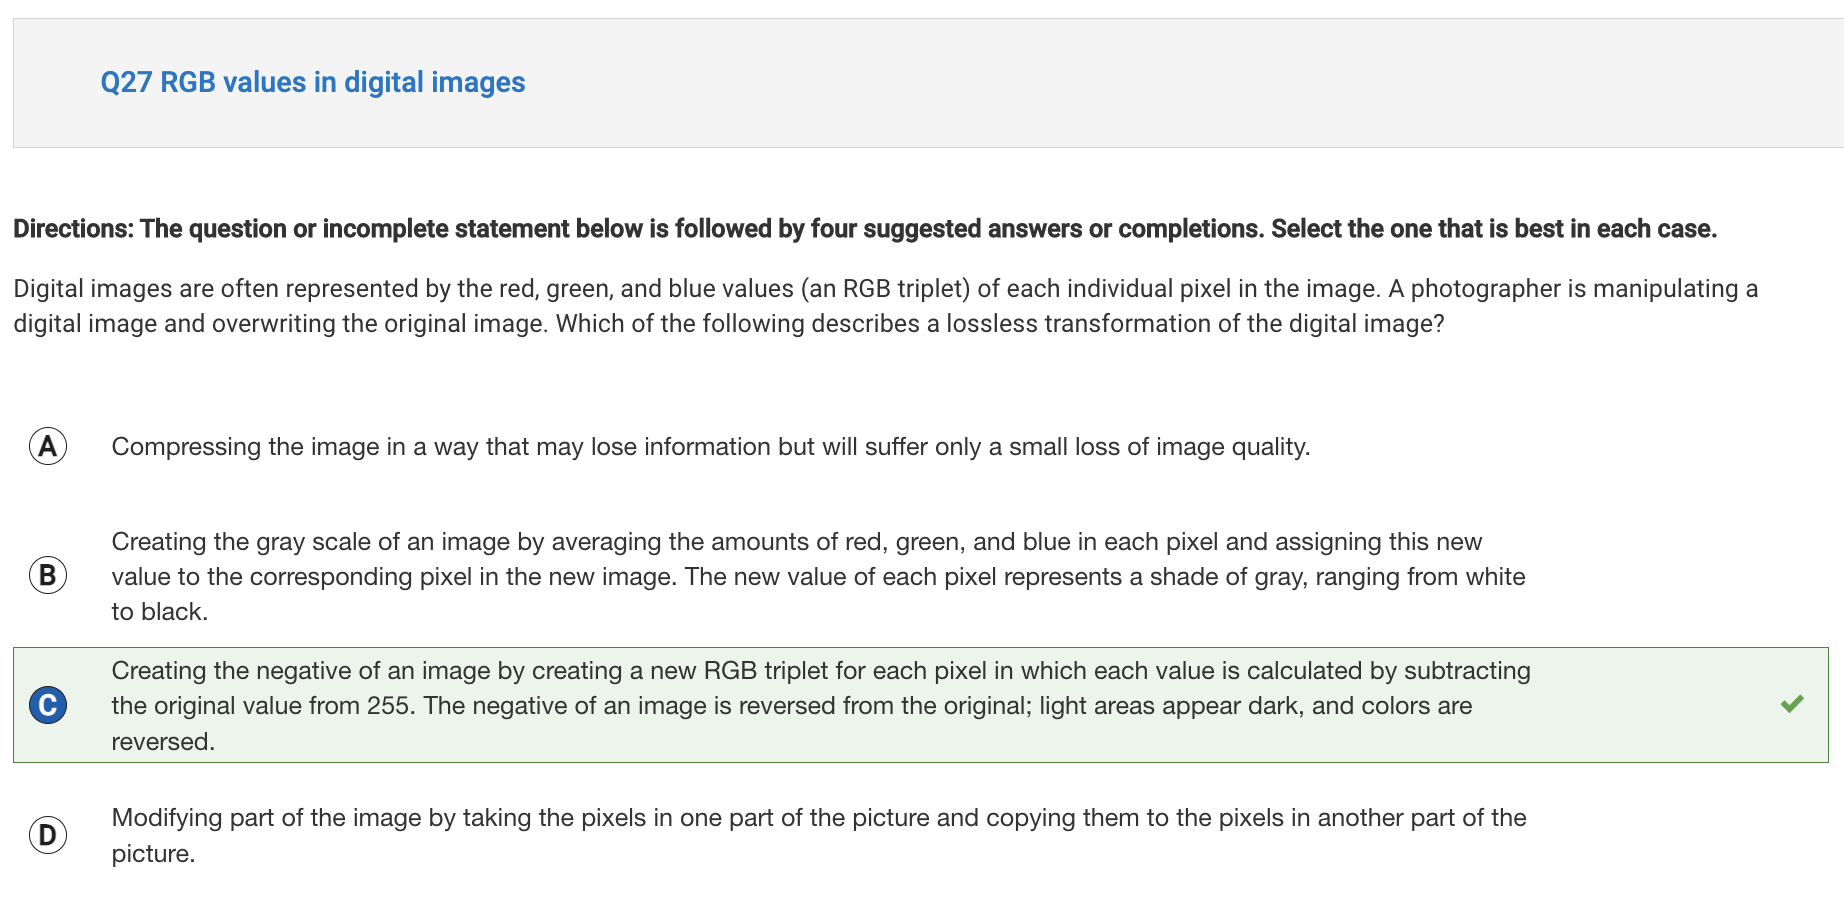 Q27 RGB values in digital images
Directions: The question or incomplete statement below is followed by four suggested answers or completions. Select the one that is best in each case.
Digital images are often represented by the red, green, and blue values (an RGB triplet) of each individual pixel in the image. A photographer is manipulating a
digital image and overwriting the original image. Which of the following describes a lossless transformation of the digital image?
A Compressing the image in a way that may lose information but will suffer only a small loss of image quality.
Creating the gray scale of an image by averaging the amounts of red, green, and blue in each pixel and assigning this new
B value to the corresponding pixel in the new image. The new value of each pixel represents a shade of gray, ranging from white
to black.
Creating the negative of an image by creating a new RGB triplet for each pixel in which each value is calculated by subtracting
C the original value from 255. The negative of an image is reversed from the original; light areas appear dark, and colors are
reversed.
D Modifying part of the image by taking the pixels in one part of the picture and copying them to the pixels in another part of the
picture.